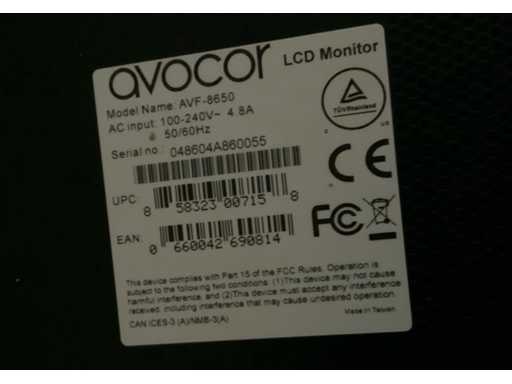 avocor LCD Monitor
Model Name: AVF-8650
AC input: 100-240V~ 4.8A
50/60Hz
TÜVRheinland
c us
Serial no.: 048604A860055
CE
UPC: 8 58323 00715 8
FC
EAN: 0 660042 690814
This device complies with Part 15 of the FCC Rules. Operation is
subject to the following two conditions: (1)This device may not cause
harmful interference, and (2)This device must accept any interference
received, including interference that may cause undesired operation.
CAN ICES-3 (A)/NMB-3(A)
Made in Taiwan